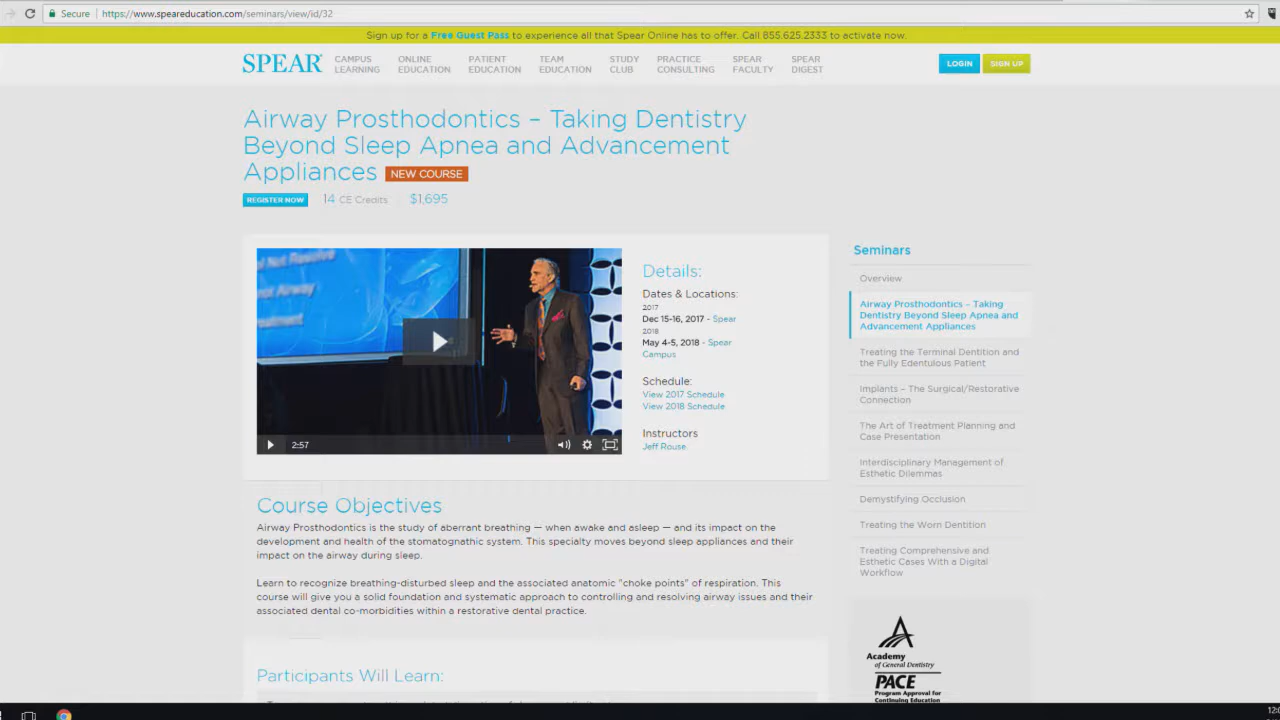 Secure
https://www.speareducation.com/seminars/view/id/32
Sign up for a Free Guest Pass to experience all that Spear Online has to offer. Call 855.625.2333 to activate now.
SPEAR
CAMPUS LEARNING
ONLINE EDUCATION
PATIENT EDUCATION
TEAM EDUCATION
STUDY CLUB
PRACTICE CONSULTING
SPEAR FACULTY
SPEAR DIGEST
LOGIN
SIGN UP
Airway Prosthodontics – Taking Dentistry
Beyond Sleep Apnea and Advancement
Appliances NEW COURSE
REGISTER NOW 14 CE Credits $1,695
Not Resolve
Airway
2:57
Details:
Dates & Locations:
2017
Dec 15-16, 2017 - Spear
2018
May 4-5, 2018 - Spear
Campus
Schedule:
View 2017 Schedule
View 2018 Schedule
Instructors
Jeff Rouse
Course Objectives
Airway Prosthodontics is the study of aberrant breathing — when awake and asleep — and its impact on the
development and health of the stomatognathic system. This specialty moves beyond sleep appliances and their
impact on the airway during sleep.
Learn to recognize breathing-disturbed sleep and the associated anatomic "choke points" of respiration. This
course will give you a solid foundation and systematic approach to controlling and resolving airway issues and their
associated dental co-morbidities within a restorative dental practice.
Participants Will Learn:
Seminars
Overview
Airway Prosthodontics – Taking
Dentistry Beyond Sleep Apnea and
Advancement Appliances
Treating the Terminal Dentition and
the Fully Edentulous Patient
Implants – The Surgical/Restorative
Connection
The Art of Treatment Planning and
Case Presentation
Interdisciplinary Management of
Esthetic Dilemmas
Demystifying Occlusion
Treating the Worn Dentition
Treating Comprehensive and
Esthetic Cases With a Digital
Workflow
Academy
of General Dentistry
PACE
Program Approval for
Continuing Education